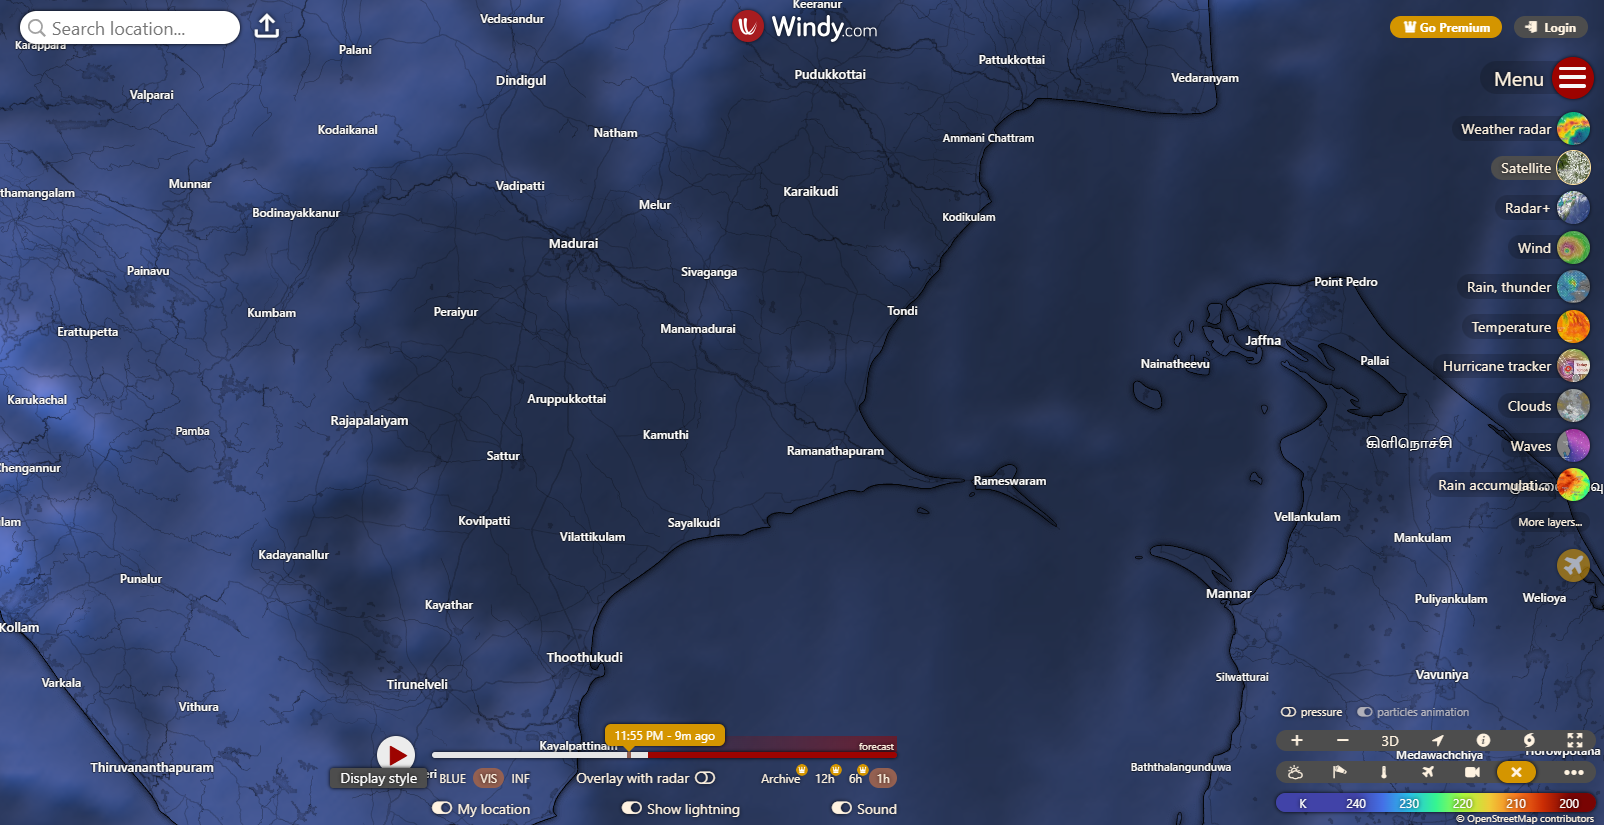 Search location...
Windy.com
Go Premium
Login
Menu
Weather radar
Satellite
Radar+
Wind
Rain, thunder
Temperature
Hurricane tracker
Clouds
Waves
Rain accumulati...
More layers...
Keeranur
Vedasandur
Karappara
Palani
Pattukkottai
Pudukkottai
Vedaranyam
Dindigul
Valparai
Kodaikanal
Natham
Ammani Chattram
Munnar
thamangalam
Vadipatti
Karaikudi
Melur
Bodinayakkanur
Kodikulam
Madurai
Painavu
Sivaganga
Point Pedro
Kumbam
Peraiyur
Tondi
Erattupetta
Manamadurai
Jaffna
Nainatheevu
Pallai
Karukachal
Aruppukkottai
Rajapalaiyam
Pamba
Kamuthi
கிளிநொச்சி
Ramanathapuram
Sattur
Chengannur
Rameswaram
Vellankulam
Kovilpatti
Sayalkudi
lam
Vilattikulam
Mankulam
Kadayanallur
Punalur
Mannar
Puliyankulam
Welioya
Kayathar
Kollam
Thoothukudi
Vavuniya
Silwatturai
Varkala
Tirunelveli
Vithura
Kayalpattinam
Thiruvananthapuram
Baththalangunduwa
Medawachchiya
Horowpotana
11:55 PM - 9m ago
forecast
Display style
eri
BLUE
VIS
INF
Overlay with radar
Archive
12h
6h
1h
My location
Show lightning
Sound
pressure
particles animation
3D
K 240 230 220 210 200
© OpenStreetMap contributors